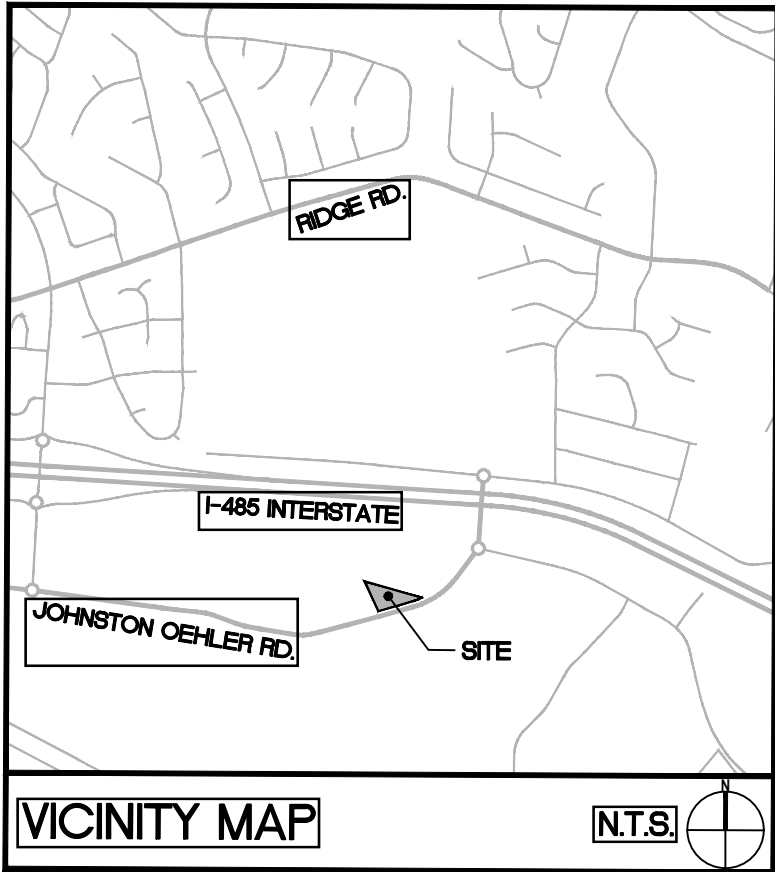 RIDGE RD.
I-485 INTERSTATE
JOHNSTON OEHLER RD.
SITE
VICINITY MAP
N.T.S.
N